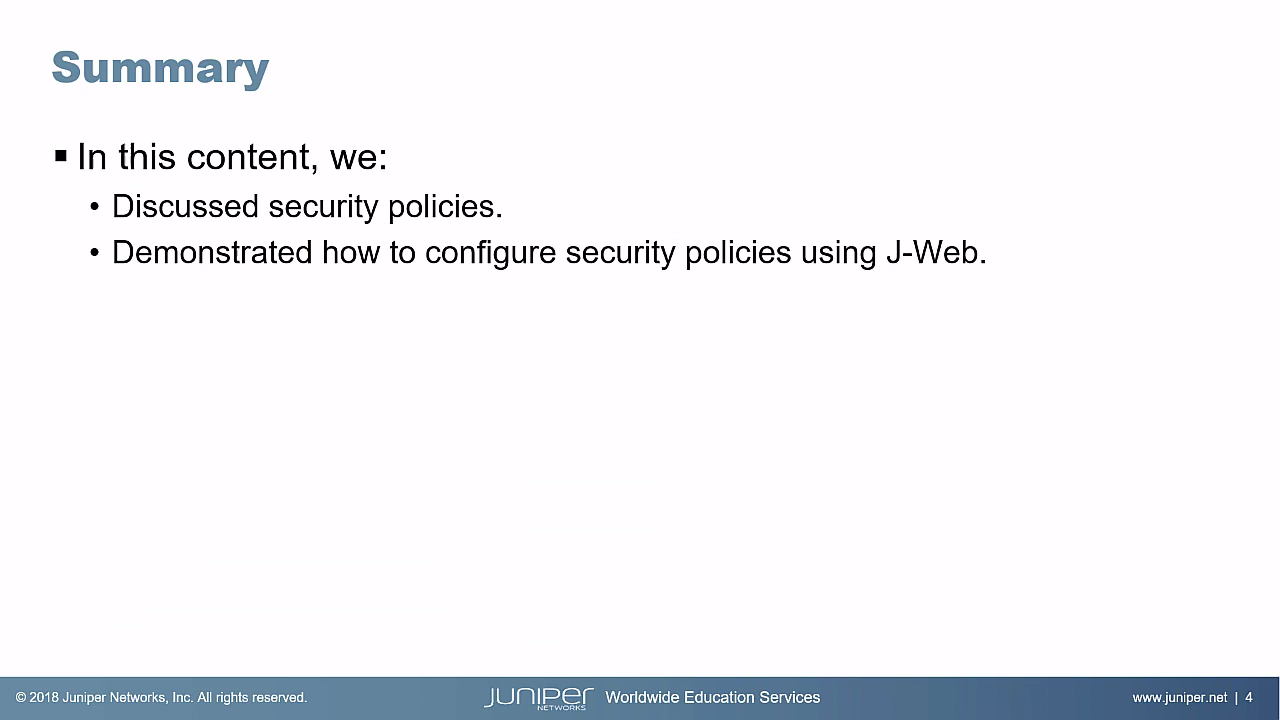 Summary
▪ In this content, we:
• Discussed security policies.
• Demonstrated how to configure security policies using J-Web.
© 2018 Juniper Networks, Inc. All rights reserved.
JUNIPER NETWORKS
Worldwide Education Services
www.juniper.net | 4